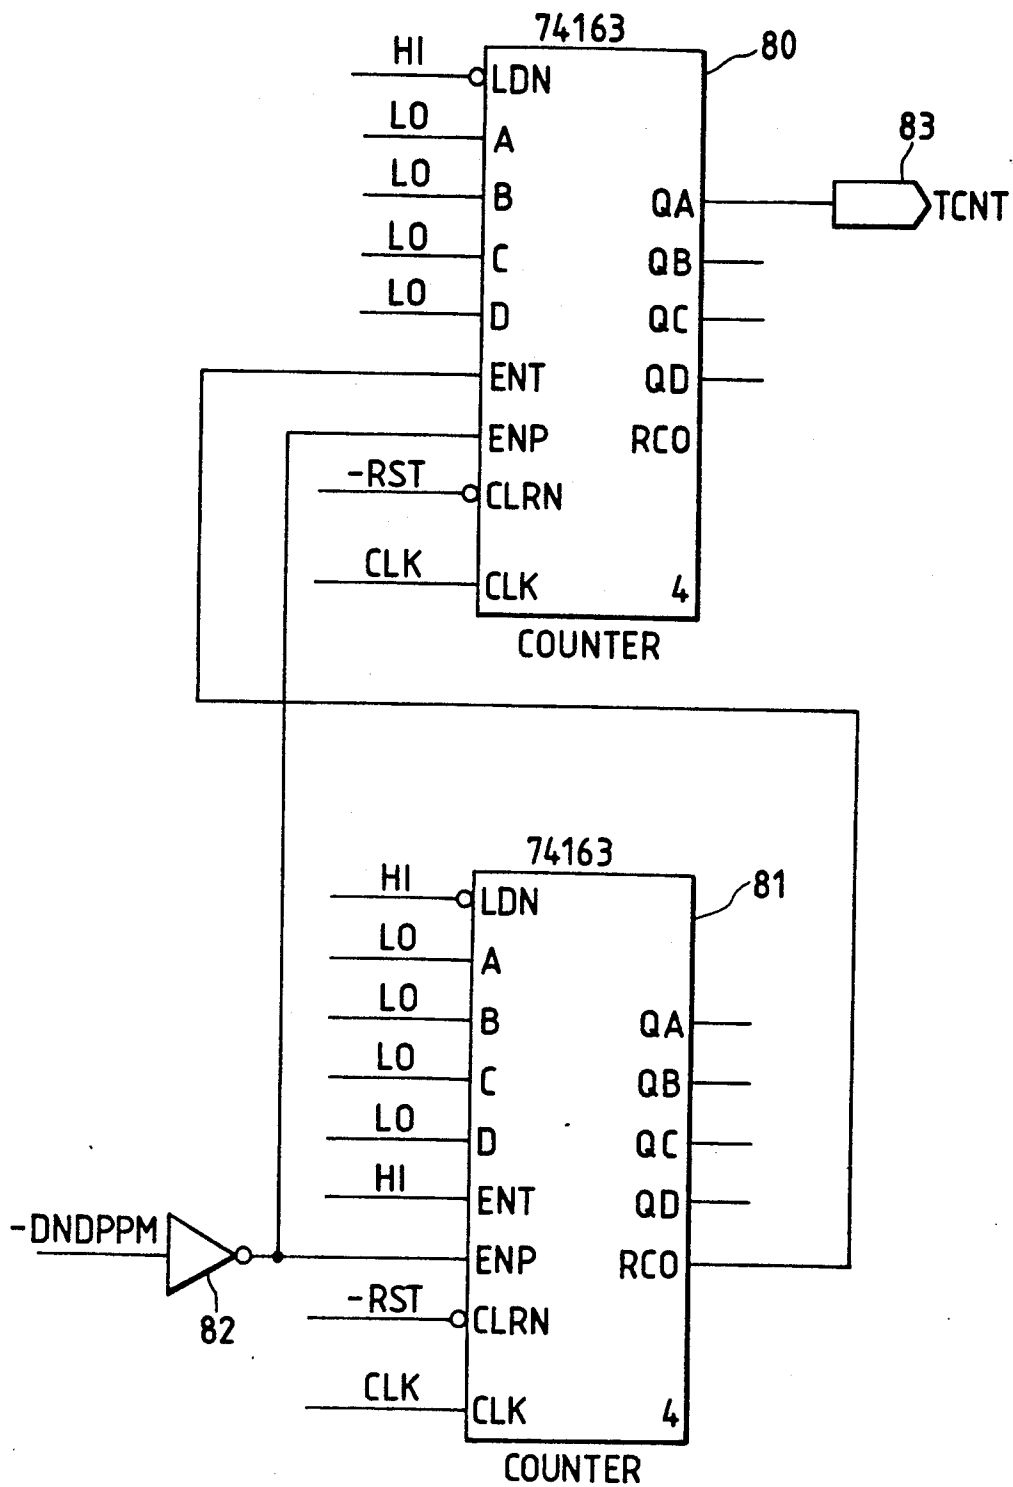 74163
80
HI
LDN
LO
A
83
LO
B
QA
TCNT
LO
C
QB
LO
D
QC
ENT
QD
ENP
RCO
-RST
CLRN
CLK
CLK
4
COUNTER
74163
81
HI
LDN
LO
A
LO
B
QA
LO
C
QB
LO
D
QC
HI
ENT
QD
-DNDPPM
ENP
RCO
82
-RST
CLRN
CLK
CLK
4
COUNTER